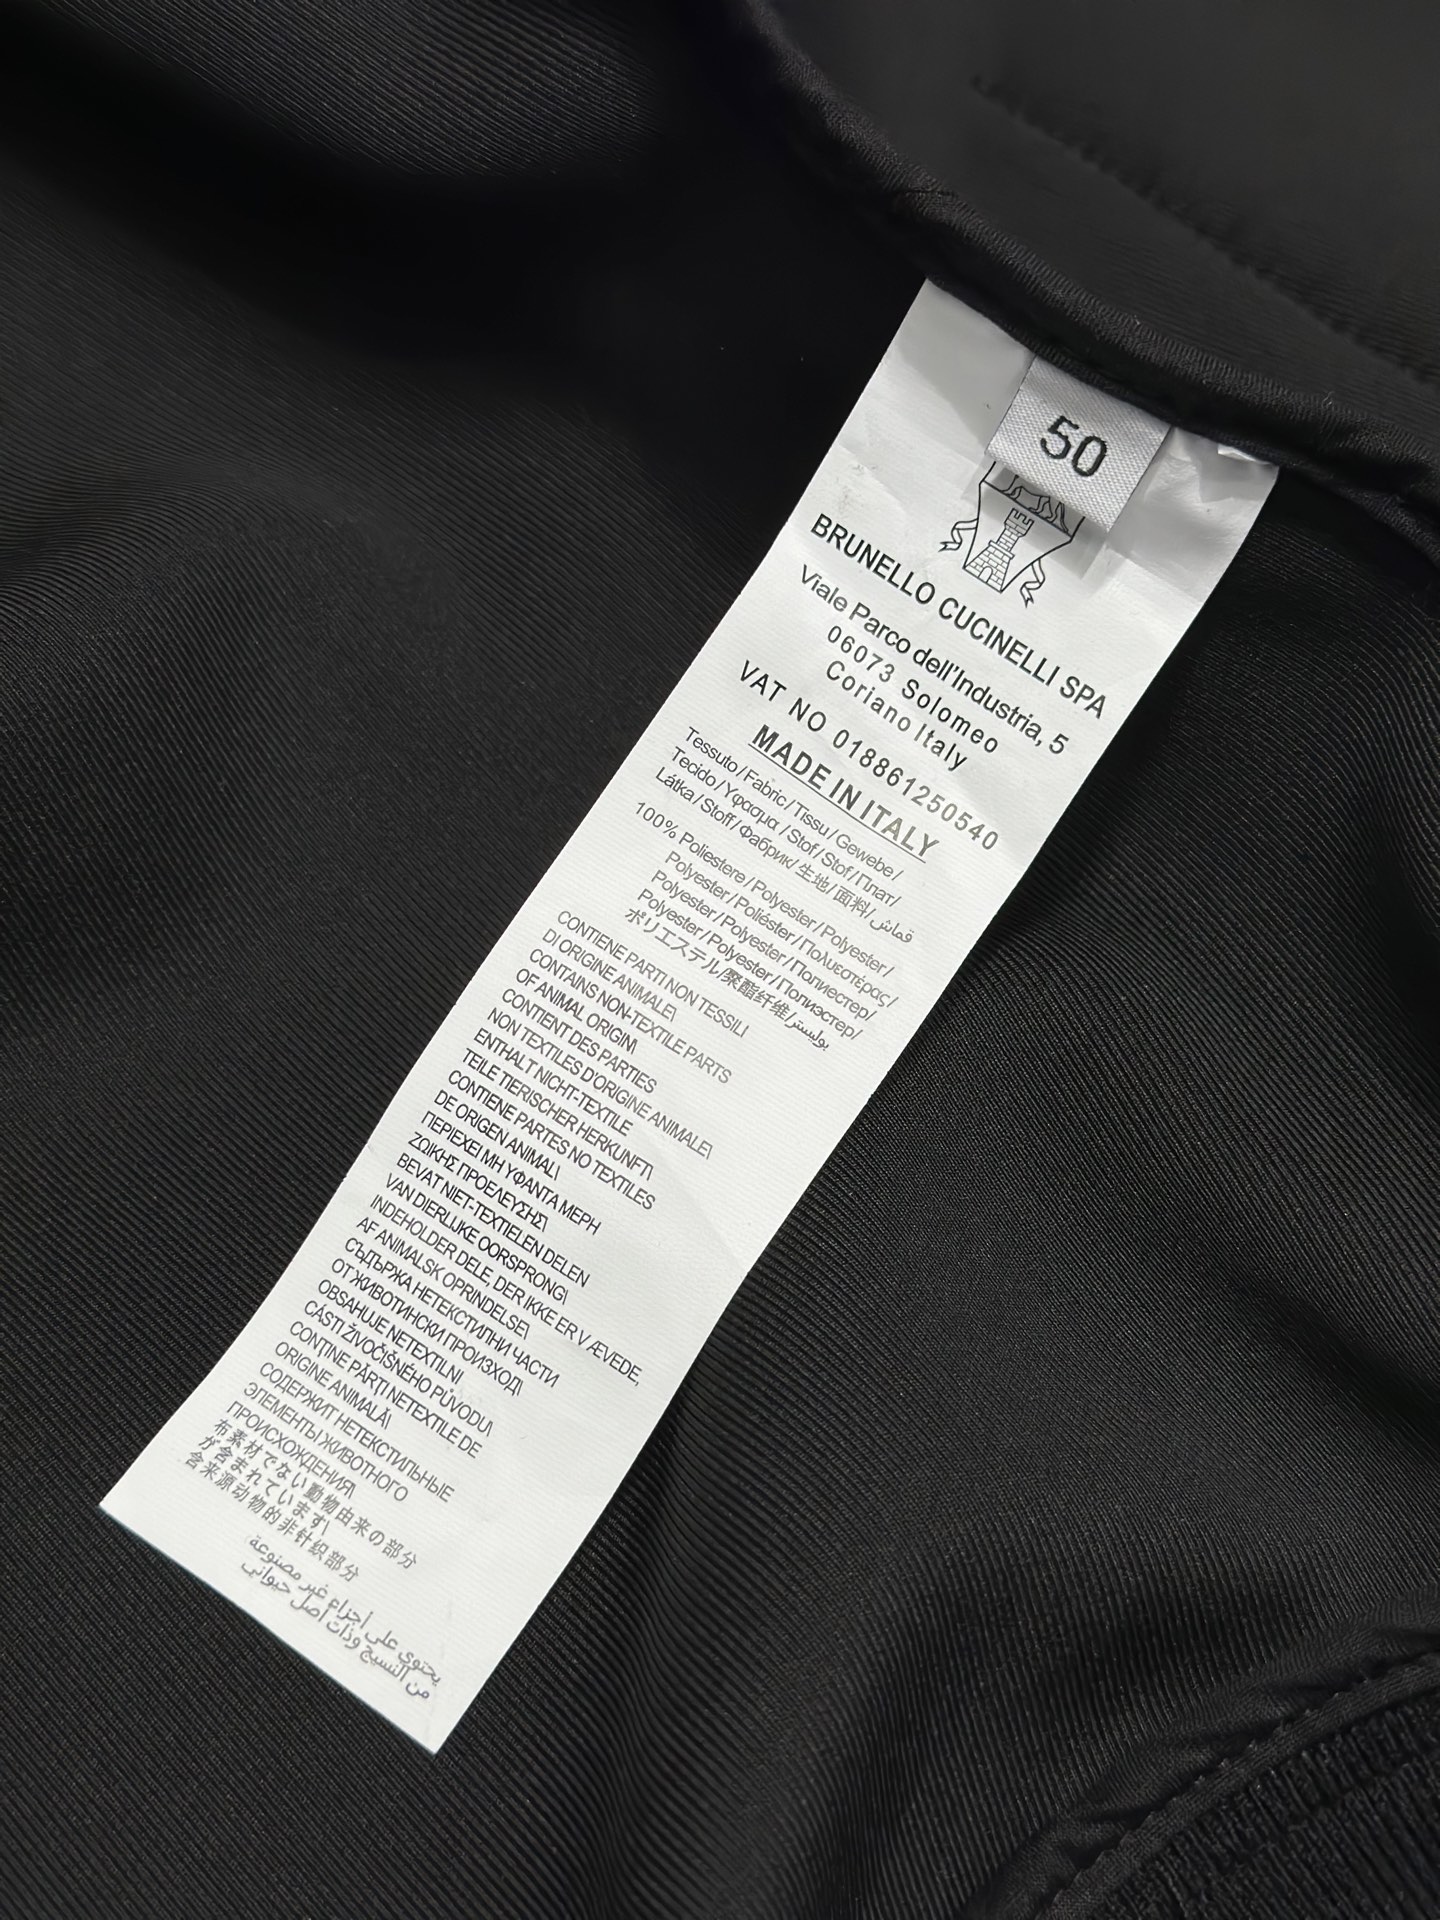 50
BRUNELLO CUCINELLI SPA
Viale Parco dell'Industria, 5
06073 Solomeo
Coriano Italy
VAT NO 01886125054​0
MADE IN ITALY
Tessuto / Fabric / Tissu / Gewebe /
Tecido / Υφασμα / Stof / Stof / Плат/
Látka / Stoff / Фабрик/ 生地/ 面料/ قماش
100% Poliestere / Polyester / Polyester /
Polyester / Poliéster / Πολυεστέρας/
Polyester / Polyester / Полиестер/
Polyester / Polyester / Полиэстер/
ポリエステル/聚酯纤维/بوليستر
CONTIENE PARTI NON TESSILI
DI ORIGINE ANIMALE\
CONTAINS NON-TEXTILE PARTS
OF ANIMAL ORIGIN\
CONTIENT DES PARTIES
NON TEXTILES D'ORIGINE ANIMALE\
ENTHALT NICHT-TEXTILE
TEILE TIERISCHER HERKUNFT\
CONTIENE PARTES NO TEXTILES
DE ORIGEN ANIMAL\
ΠΕΡΙΕΧΕΙ ΜΗ ΥΦΑΝΤΑ ΜΕΡΗ
ΖΩΙΚΗΣ ΠΡΟΕΛΕΥΣΗΣ\
BEVAT NIET-TEXTIELEN DELEN
VAN DIERLIJKE OORSPRONG\
INDEHOLDER DELE, DER IKKE ER VÆVEDE,
AF ANIMALSK OPRINDELSE\
СЪДЪРЖА НЕТЕКСТИЛНИ ЧАСТИ
ОТ ЖИВОТИНСКИ ПРОИЗХОД\
OBSAHUJE NETEXTILNI
CÁSTI ŽIVOČIŠNÉHO PŮVODU\
CONȚINE PĂRȚI NETEXTILE DE
ORIGINE ANIMALĂ\
СОДЕРЖИТ НЕТЕКСТИЛЬНЫЕ
ЭЛЕМЕНТЫ ЖИВОТНОГО
ПРОИСХОЖДЕНИЯ\
布素材でない動物由来の部分
が含まれています\
含来源动物的非针织部分
يحتوي على أجزاء غير مصنوعة
من النسيج وذات أصل حيواني